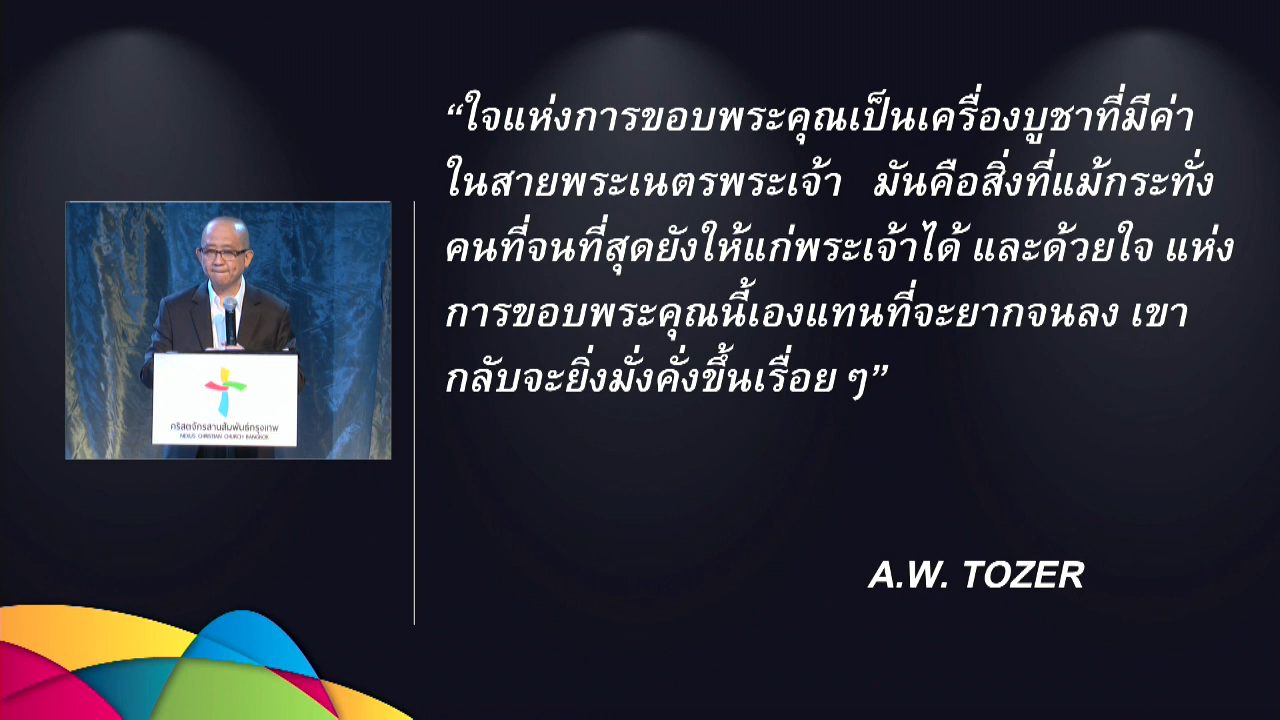 “ใจแห่งการขอบพระคุณเป็นเครื่องบูชาที่มีค่า
ในสายพระเนตรพระเจ้า มันคือสิ่งที่แม้กระทั่ง
คนที่จนที่สุดยังให้แก่พระเจ้าได้ และด้วยใจ แห่ง
การขอบพระคุณนี้เองแทนที่จะยากจนลง เขา
กลับจะยิ่งมั่งคั่งขึ้นเรื่อย ๆ”
A.W. TOZER
คริสตจักรสานสัมพันธ์กรุงเทพ
NEXUS CHRISTIAN CHURCH BANGKOK